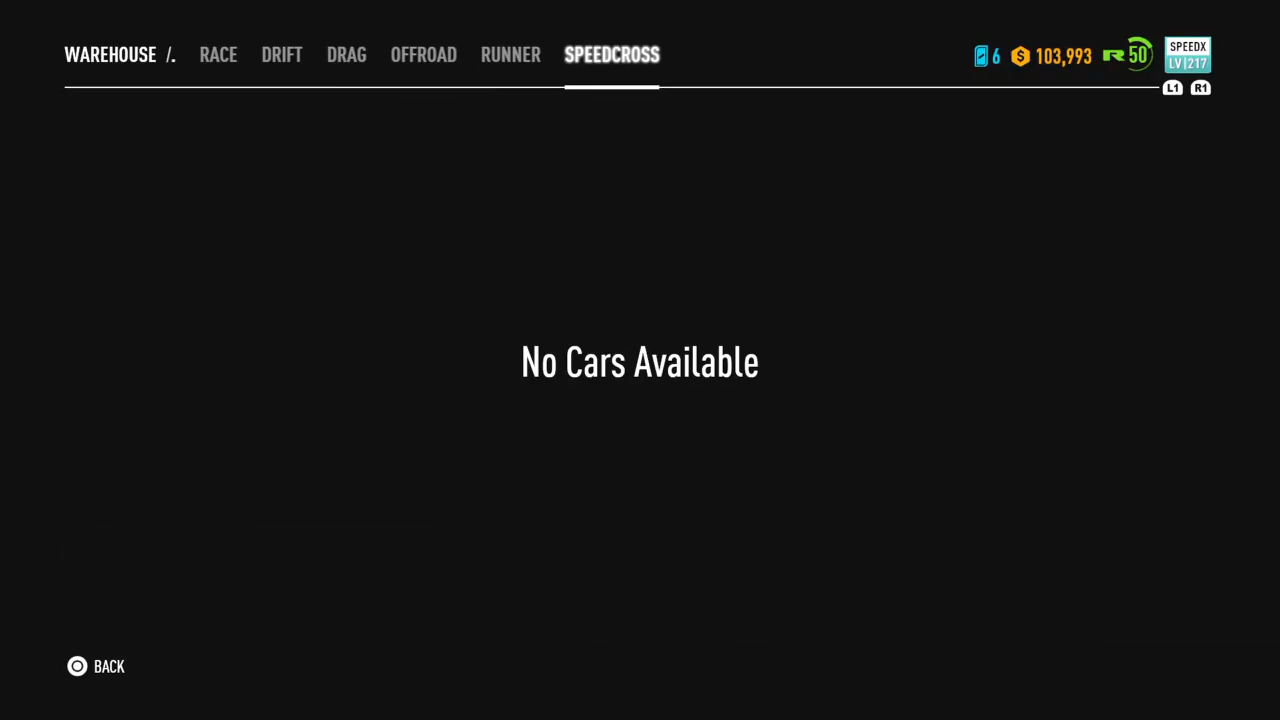 WAREHOUSE /. RACE DRIFT DRAG OFFROAD RUNNER SPEEDCROSS 6 $ 103,993 R 50 SPEEDX
LV|217
L1 R1
No Cars Available
BACK